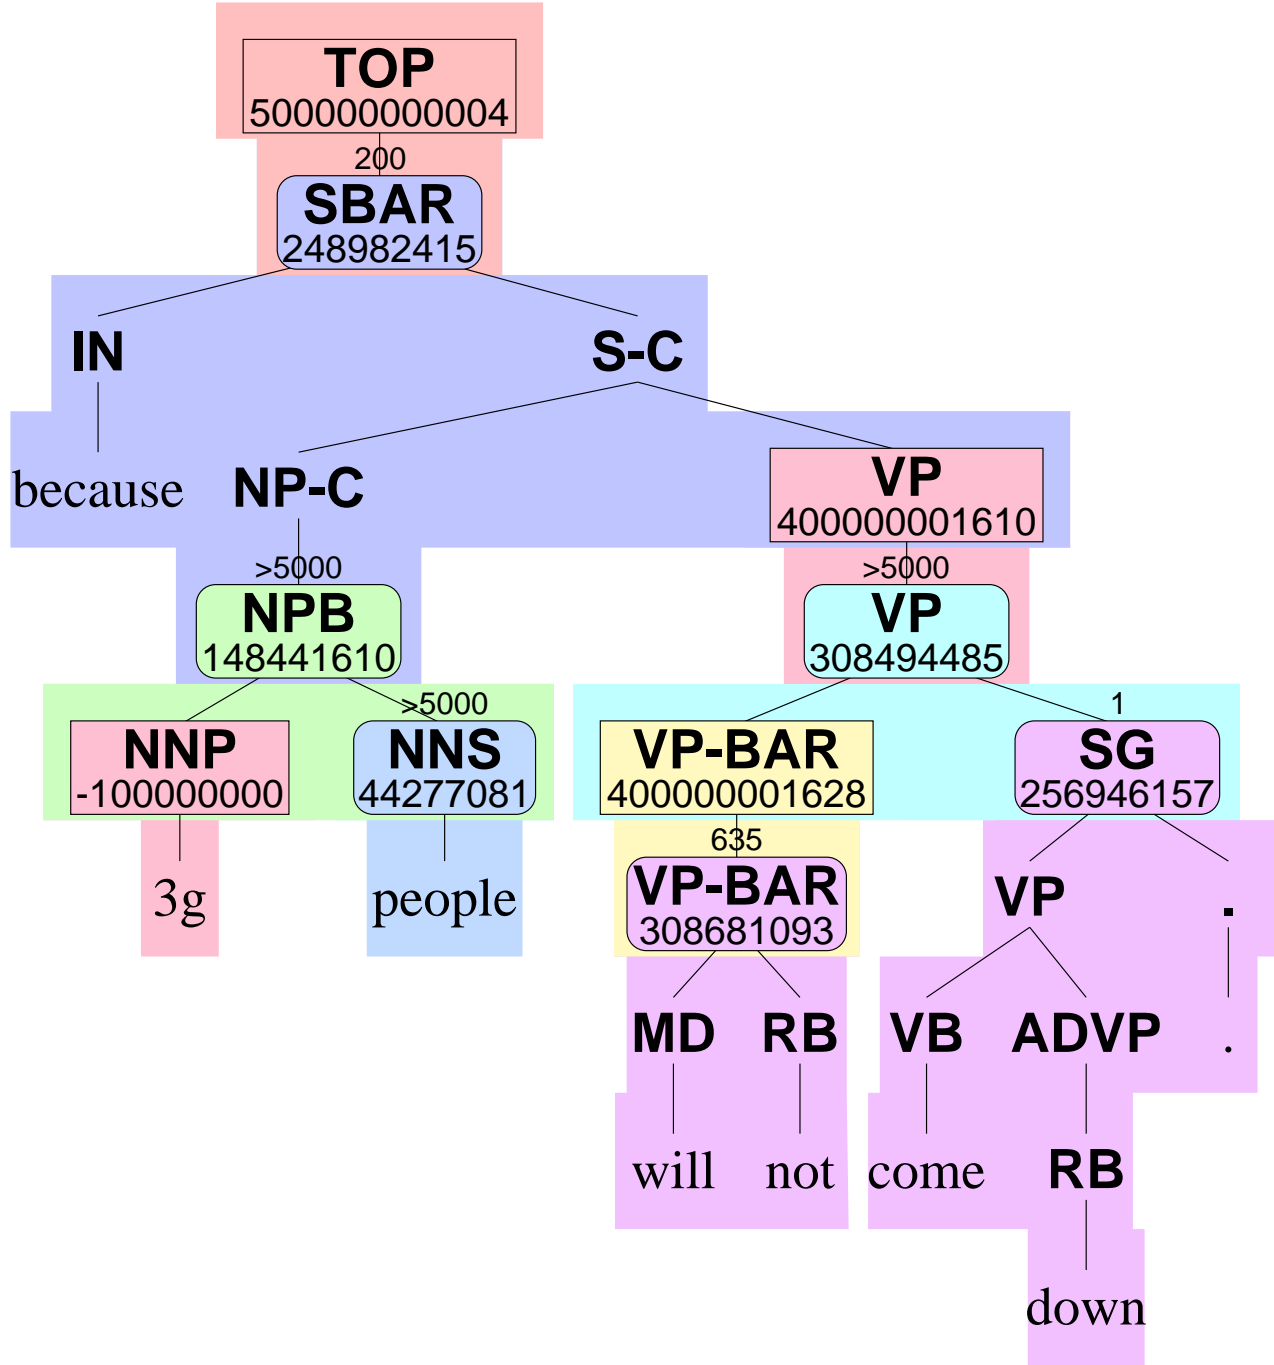 TOP
500000000004
200
SBAR
248982415
IN S-C
because NP-C VP
400000001610
>5000 >5000
NPB VP
148441610 308494485
>5000 1
NNP NNS VP-BAR SG
-100000000 44277081 400000001628 256946157
635
3g people VP-BAR VP .
308681093
MD RB VB ADVP .
will not come RB
down